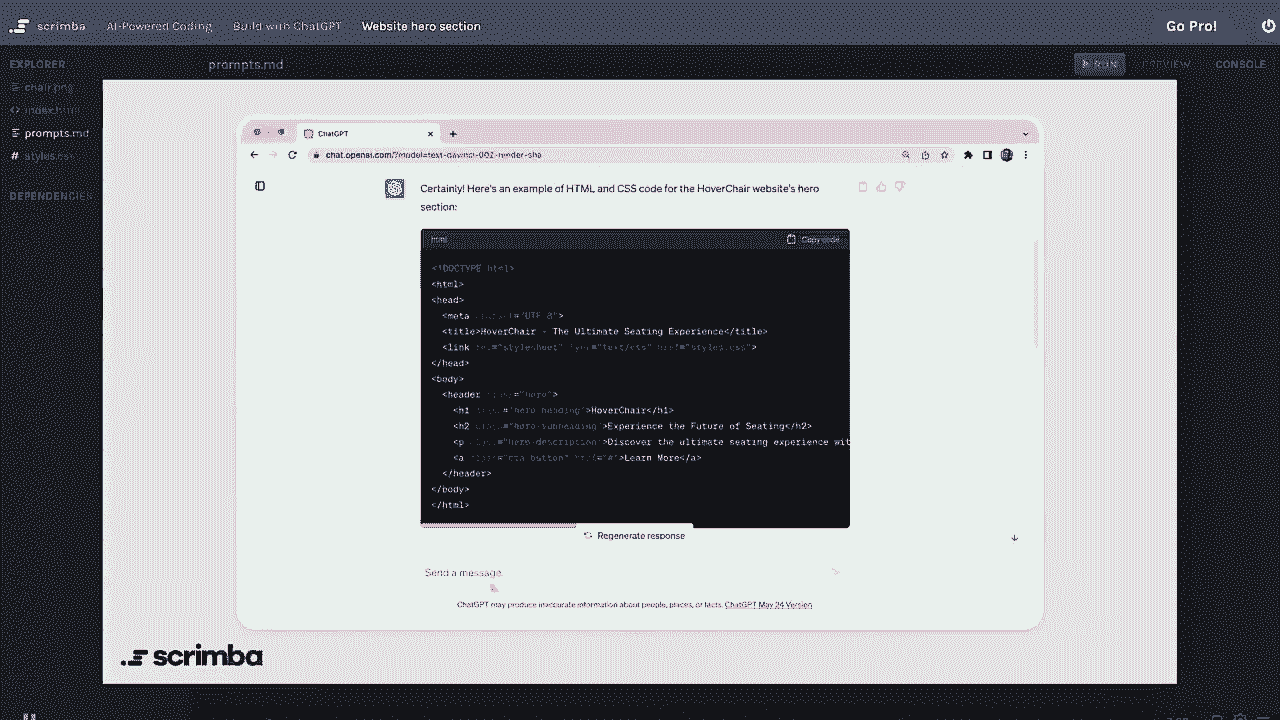 scrimba AI-Powered Coding Build with ChatGPT Website hero section Go Pro!
EXPLORER prompts.md RUN PREVIEW CONSOLE
chair.png
index.html
prompts.md
styles.css
DEPENDENCIES
ChatGPT
chat.openai.com/?model=text-davinci-002-render-sha
Certainly! Here's an example of HTML and CSS code for the HoverChair website's hero
section:
html Copy code
<!DOCTYPE html>
<html>
<head>
<meta charset="UTF-8">
<title>HoverChair - The Ultimate Seating Experience</title>
<link rel="stylesheet" type="text/css" href="styles.css">
</head>
<body>
<header class="hero">
<h1 class="hero-heading">HoverChair</h1>
<h2 class="hero-subheading">Experience the Future of Seating</h2>
<p class="hero-description">Discover the ultimate seating experience wit
<a class="cta-button" href="#">Learn More</a>
</header>
</body>
</html>
Regenerate response
Send a message.
ChatGPT may produce inaccurate information about people, places, or facts. ChatGPT May 24 Version
scrimba